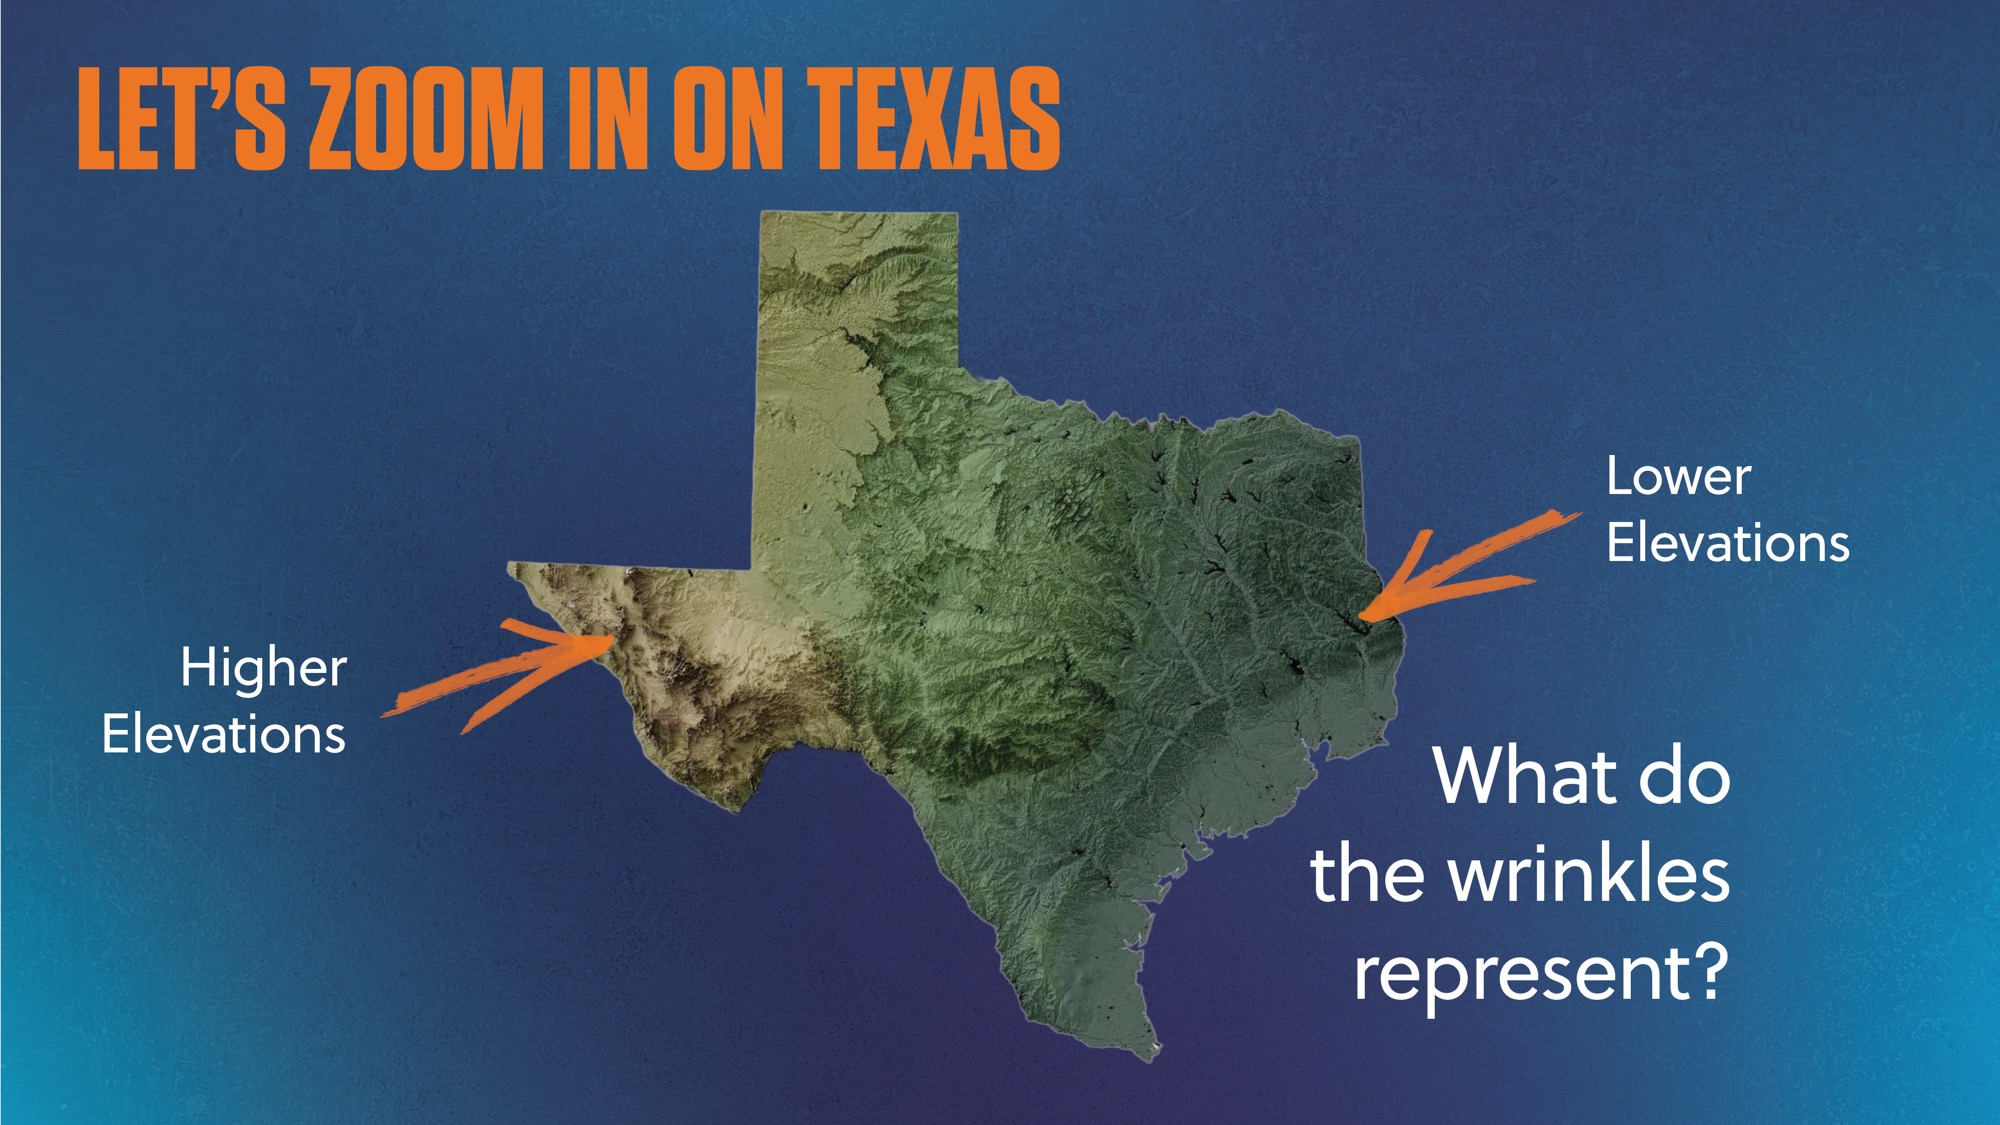 LET'S ZOOM IN ON TEXAS
Higher
Elevations
Lower
Elevations
What do
the wrinkles
represent?